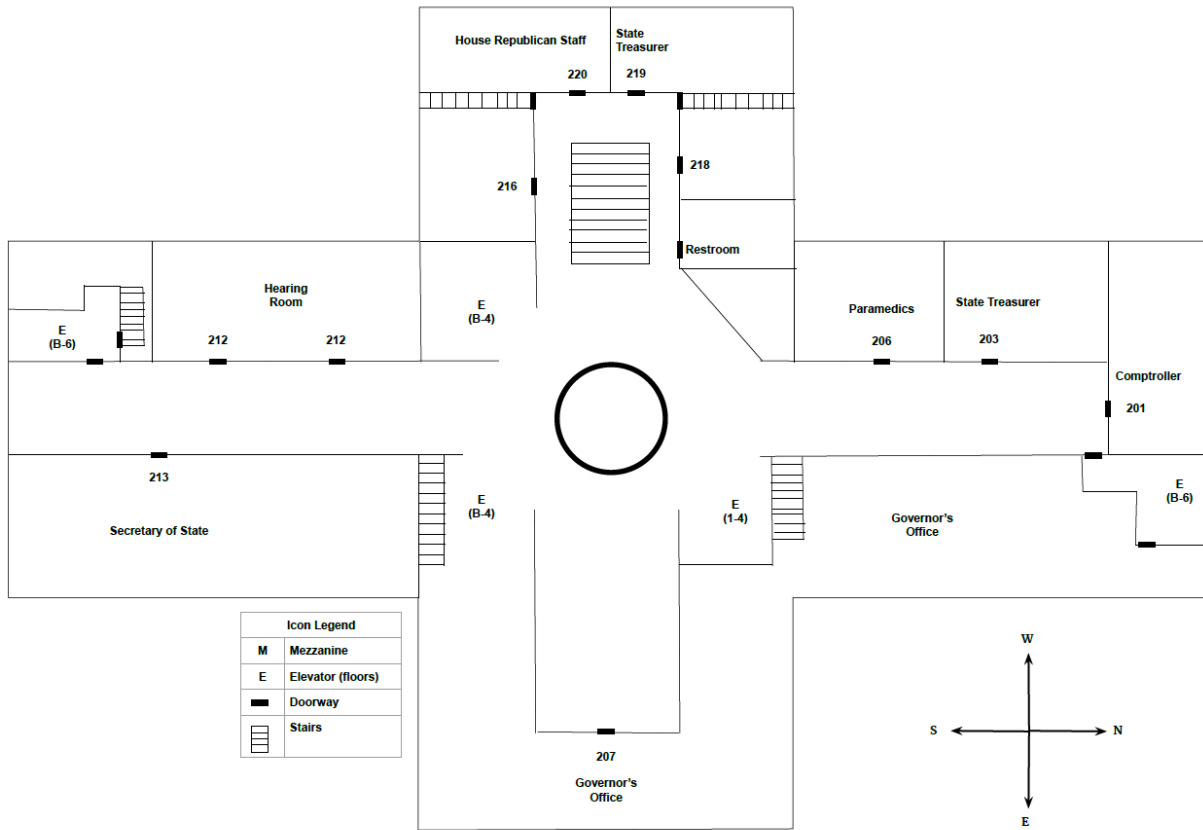 House Republican Staff
State
Treasurer
220
219
216
218
Restroom
Hearing
Room
E
(B-4)
E
(B-6)
212
212
Paramedics
206
State Treasurer
203
Comptroller
201
213
Secretary of State
E
(B-4)
E
(1-4)
Governor's
Office
E
(B-6)
Icon Legend
M Mezzanine
E Elevator (floors)
Doorway
Stairs
207
Governor's
Office
W
S
N
E